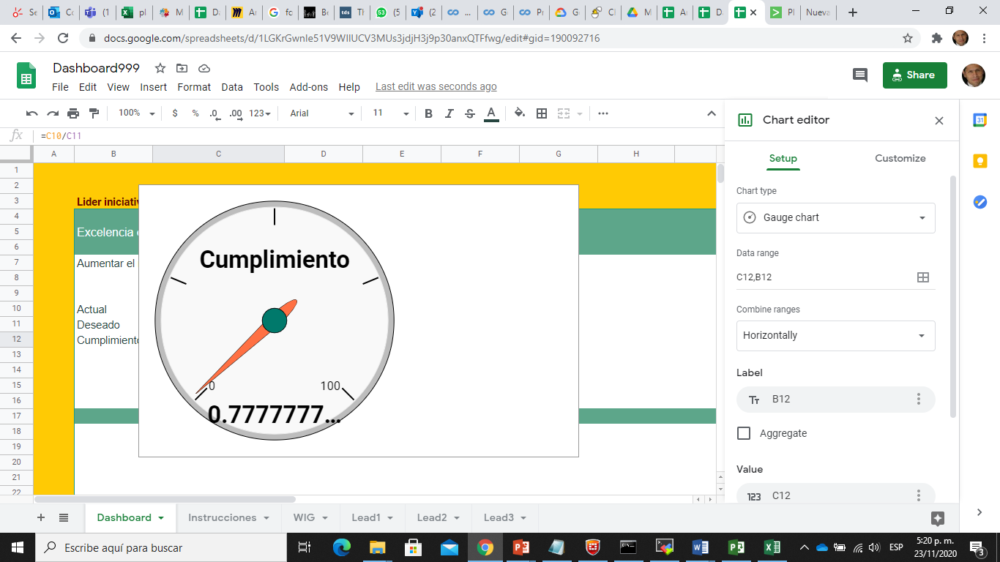 Se
O
(1
pl
M
Da
Ar
fc
Be
tds
Th
(5
(2
...
G
Pr
G
Cl
M
A
D
Pl
Nueva
docs.google.com/spreadsheets/d/
/edit#gid=190092716
Dashboard999
File Edit View Insert Format Data Tools Add-ons Help Last edit was seconds ago
Share
100% $ % .0 .00 123 Arial 11 B I S A ...
fx =C10/C11
A B C D E F G H
1
2
3 Lider iniciativ
4
5 Excelencia
6
7 Aumentar el
8
9
10 Actual
11 Deseado
12 Cumplimiento
13
14
15
16
17
18
19
20
21
22
Cumplimiento
0 100
0.7777777...
Chart editor
Setup Customize
Chart type
Gauge chart
Data range
C12,B12
Combine ranges
Horizontally
Label
Tт B12
Aggregate
Value
123 C12
31
Dashboard Instrucciones WIG Lead1 Lead2 Lead3
Escribe aquí para buscar
ESP
5:20 p. m.
23/11/2020
3